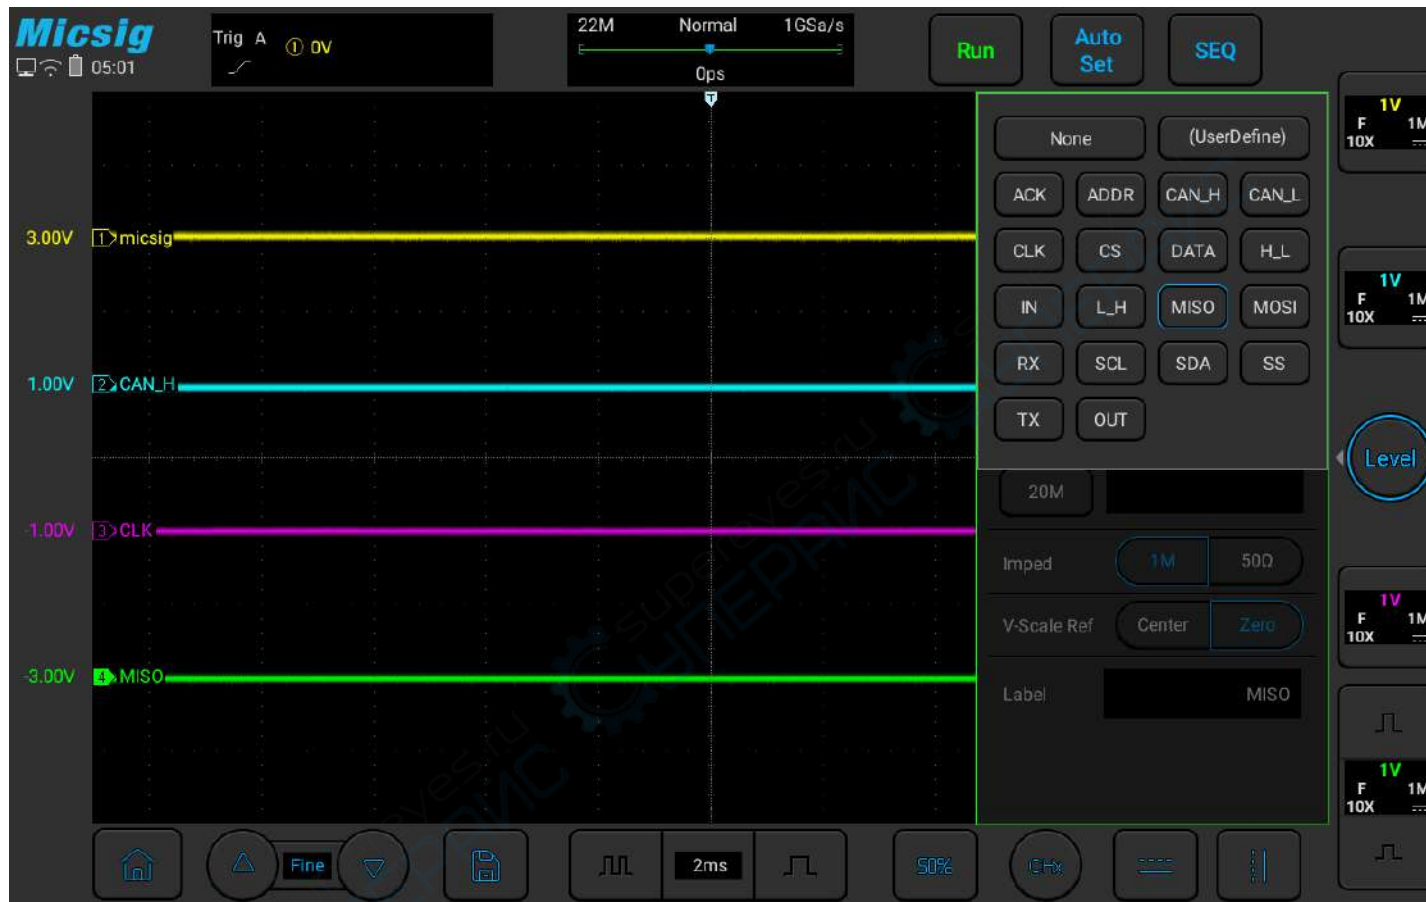 Micsig
05:01
Trig A ① 0V
22M Normal 1GSa/s
0ps
Run
Auto
Set
SEQ
T
None (UserDefine)
ACK ADDR CAN_H CAN_L
CLK CS DATA H_L
IN L_H MISO MOSI
RX SCL SDA SS
TX OUT
20M
Imped 1M 50Ω
V-Scale Ref Center Zero
Label MISO
3.00V 1 micsig
1.00V 2 CAN_H
-1.00V 3 CLK
-3.00V 4 MISO
1V
F 1M
10X
1V
F 1M
10X
Level
1V
F 1M
10X
1V
F 1M
10X
Fine
2ms
50%
CHx
supereyes.ru
СУПЕРАЙС